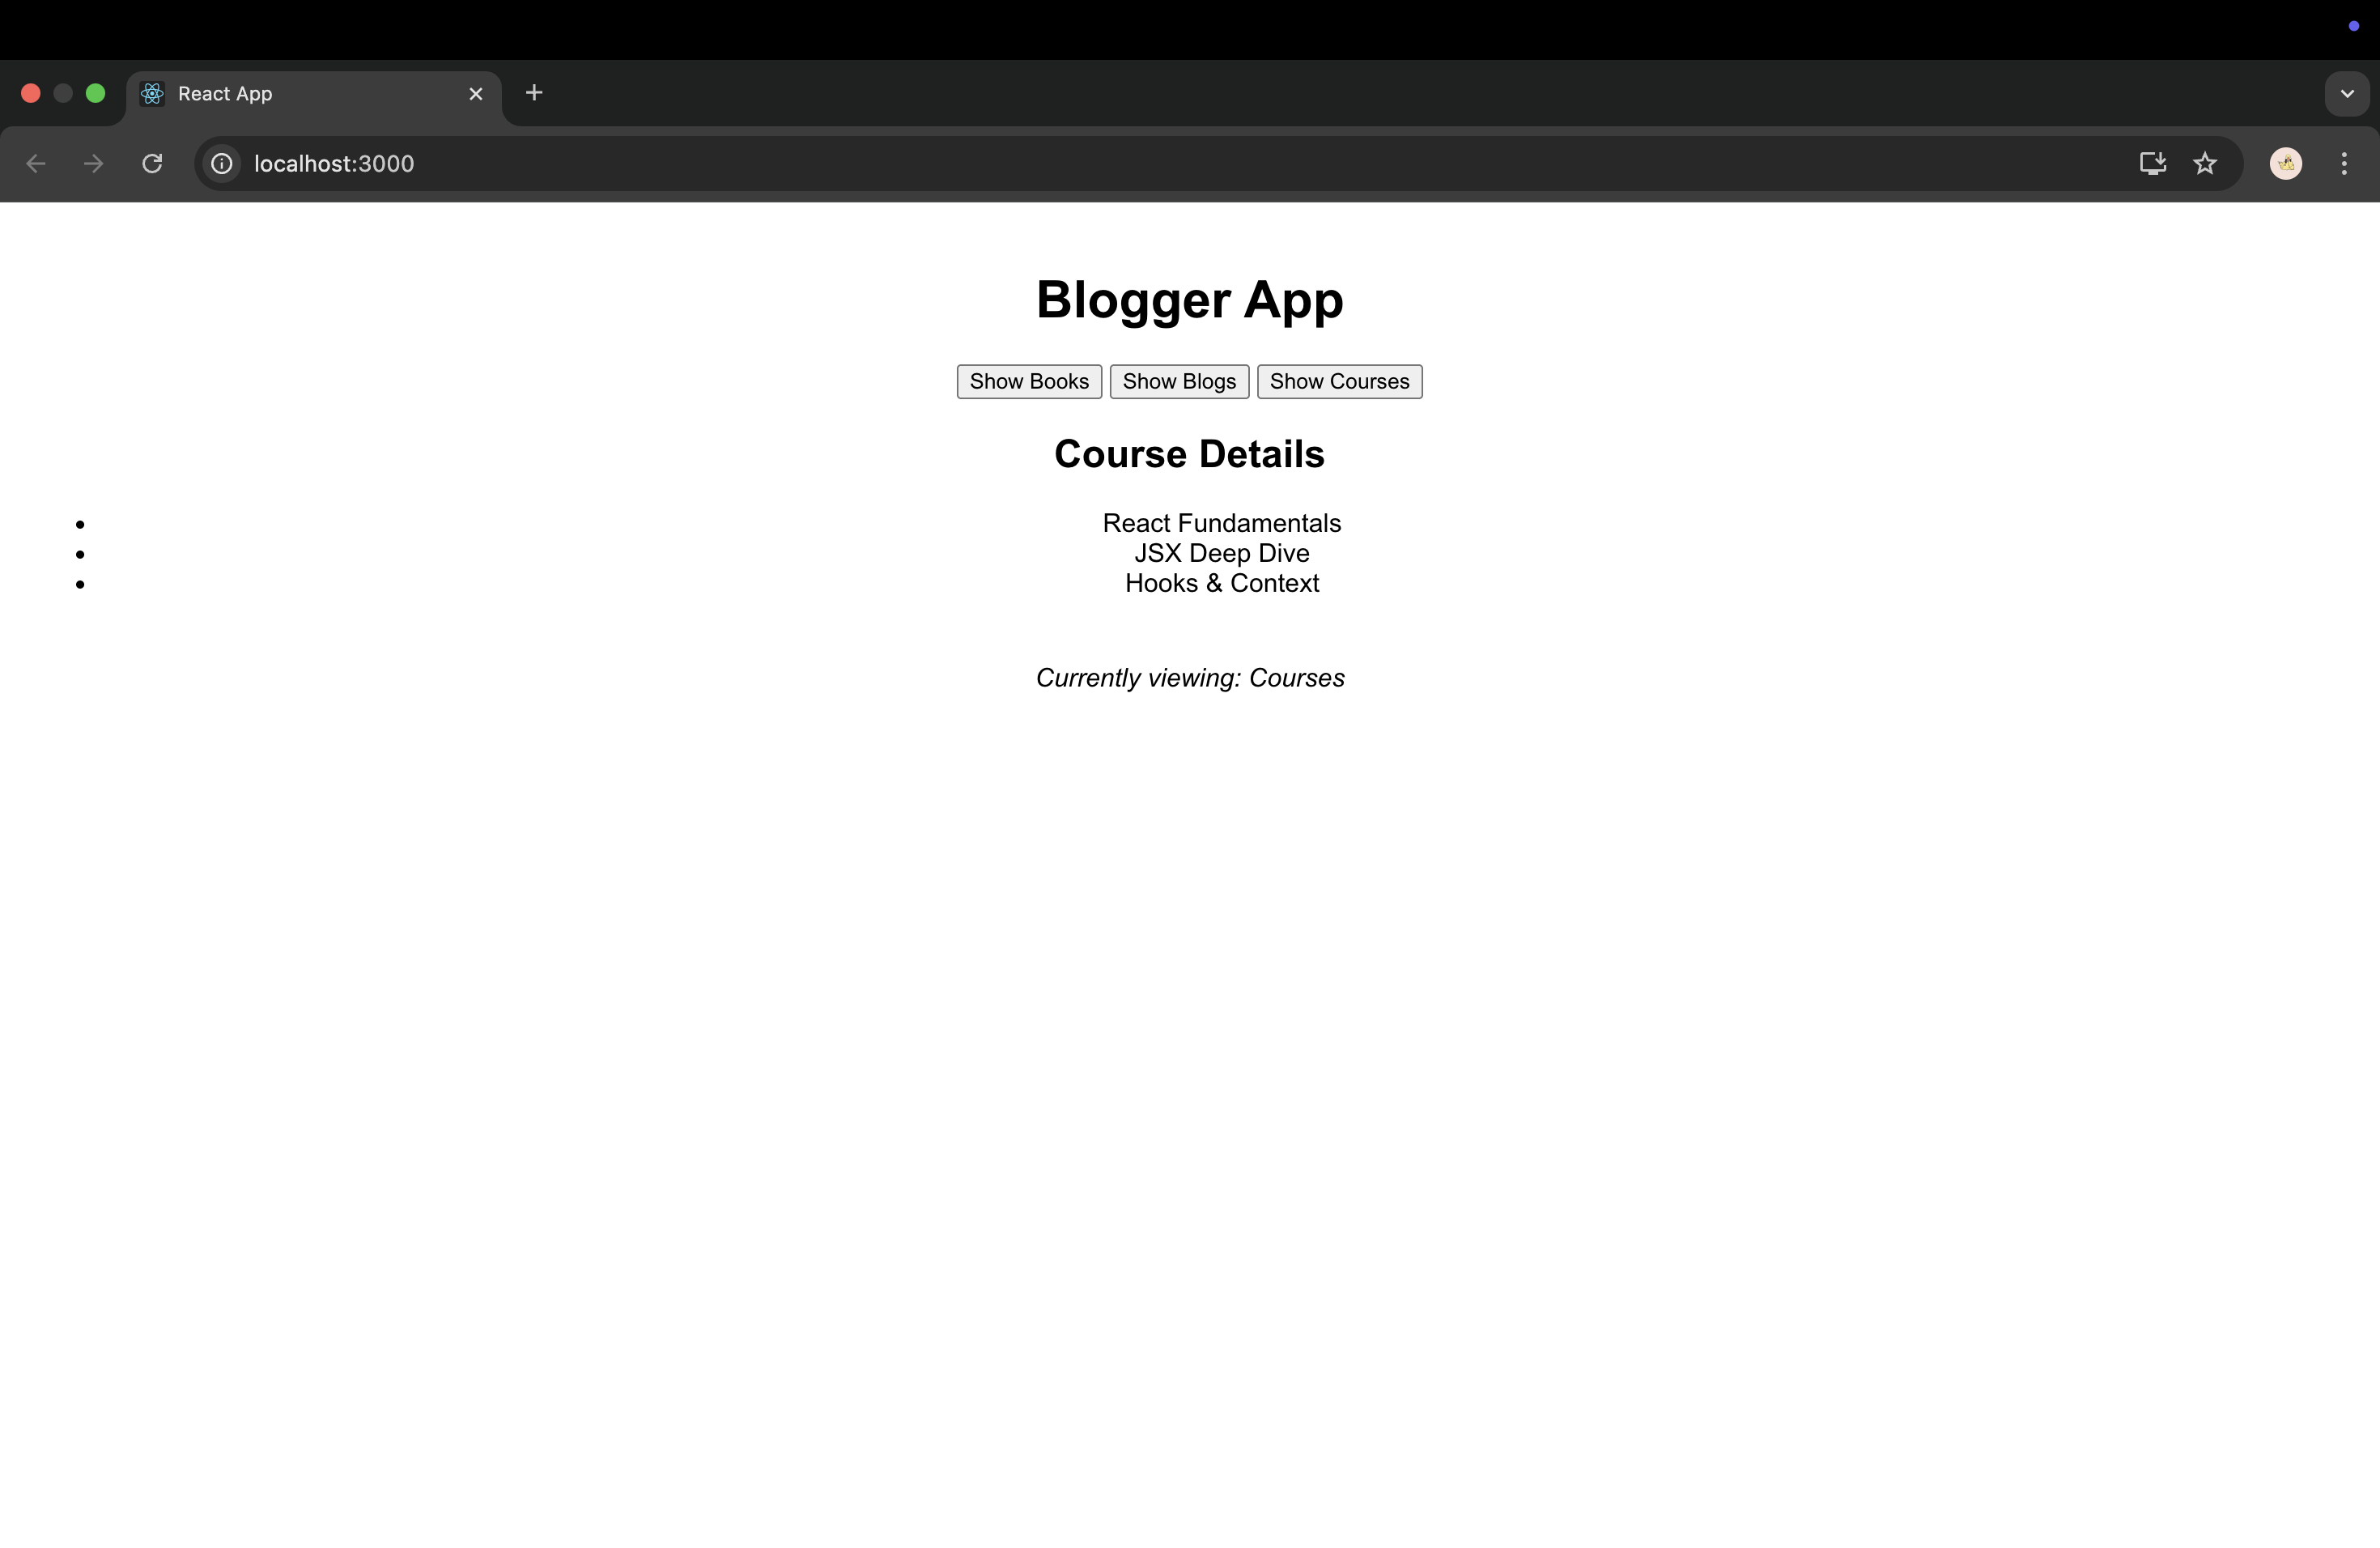 React App
localhost:3000
Blogger App
Show Books Show Blogs Show Courses
Course Details
• React Fundamentals
• JSX Deep Dive
• Hooks & Context
Currently viewing: Courses